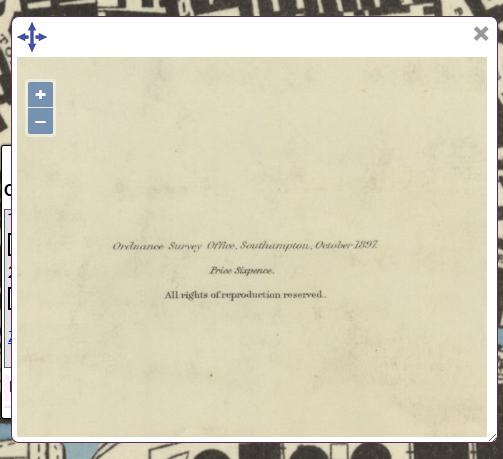 Ordnance Survey Office, Southampton, October 1897.
Price Sixpence.
All rights of reproduction reserved.